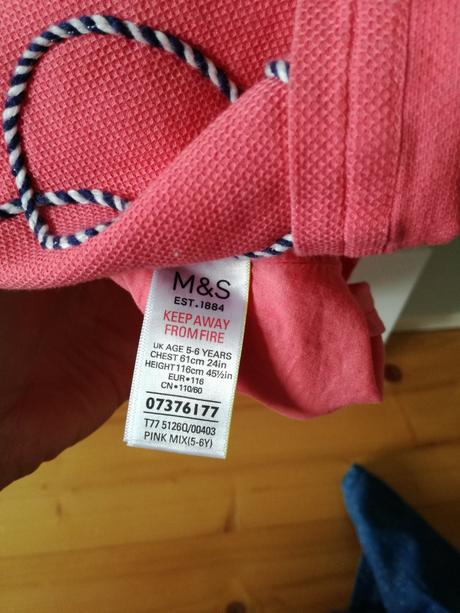 M&S
EST. 1884
KEEP AWAY
FROM FIRE
UK AGE 5-6 YEARS
CHEST 61cm 24in
HEIGHT 116cm 45½in
EUR•116
CN•110/60
07376177
T77 5126Q/00403
PINK MIX(5-6Y)